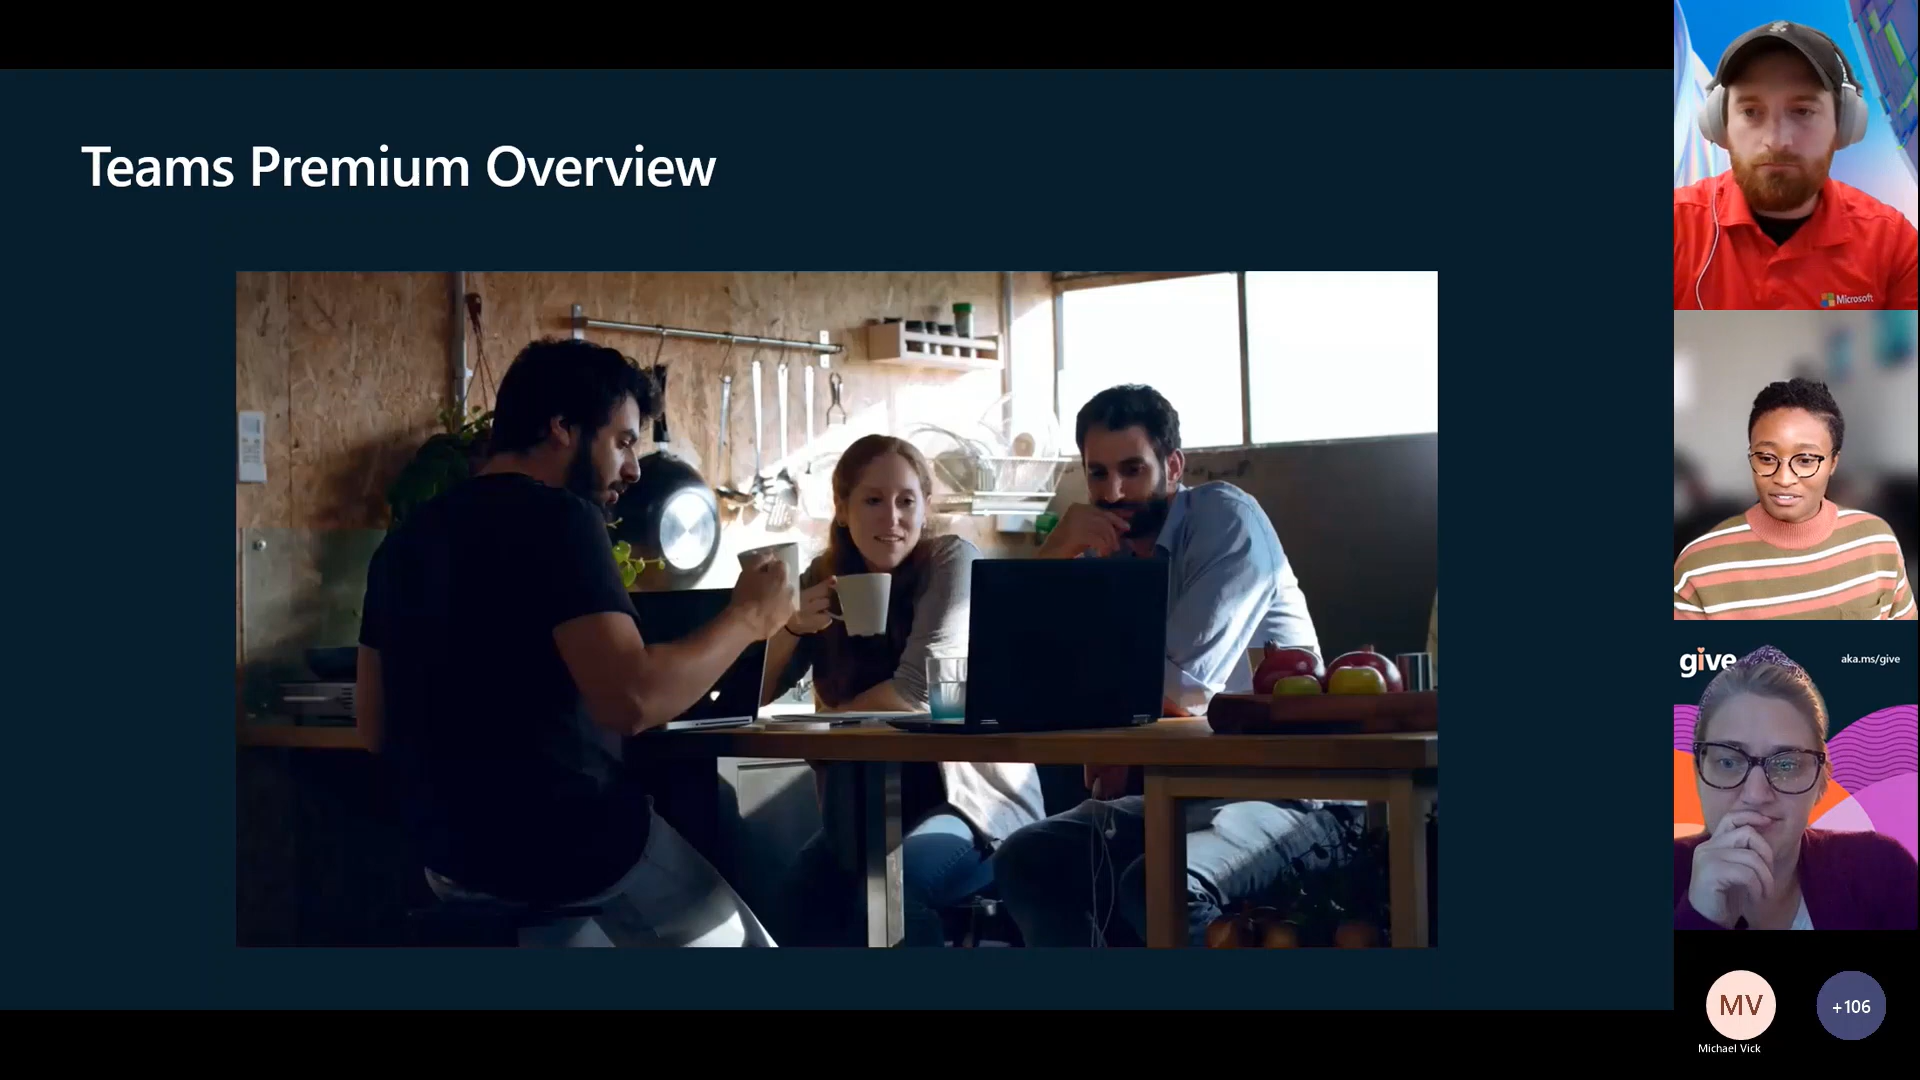 Teams Premium Overview
Microsoft
give
aka.ms/give
MV
Michael Vick
+106